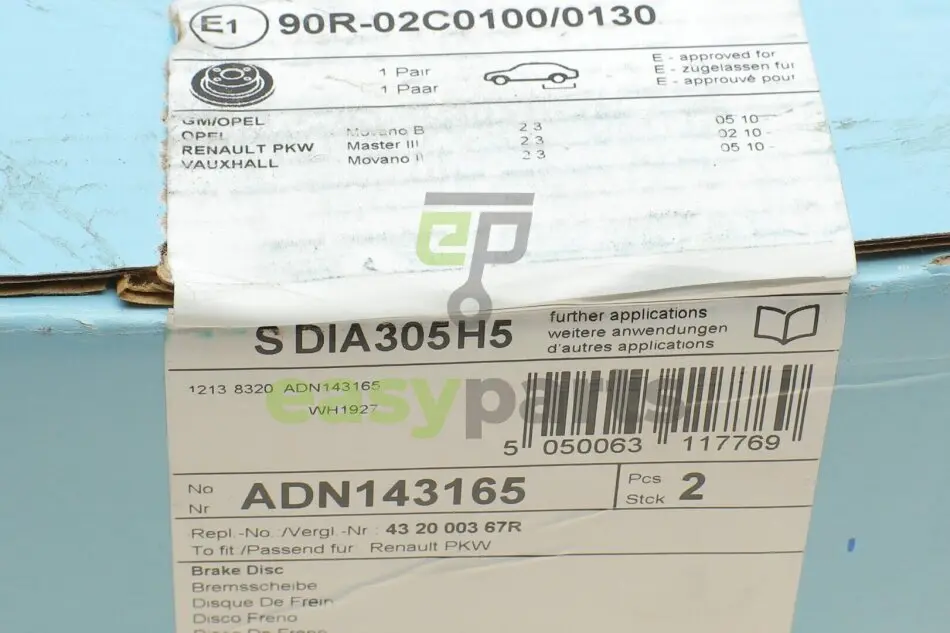 E1 90R-02C0100/0130
1 Pair
1 Paar
E - approved for
E - zugelassen fur
E - approuvé pour
GM/OPEL
OPEL Movano B 2 3 05 10 -
RENAULT PKW Master III 2 3 02 10 -
VAUXHALL Movano II 2 3 05 10 -
ep
S DIA305H5
further applications
weitere anwendungen
d'autres applications
1213 8320 ADN143165
WH1927
easyparts
5 050063 117769
No
Nr
ADN143165
Pcs
Stck
2
Repl.-No./Vergl.-Nr : 43 20 003 67R
To fit /Passend fur Renault PKW
Brake Disc
Bremsscheibe
Disque De Frein
Disco Freno